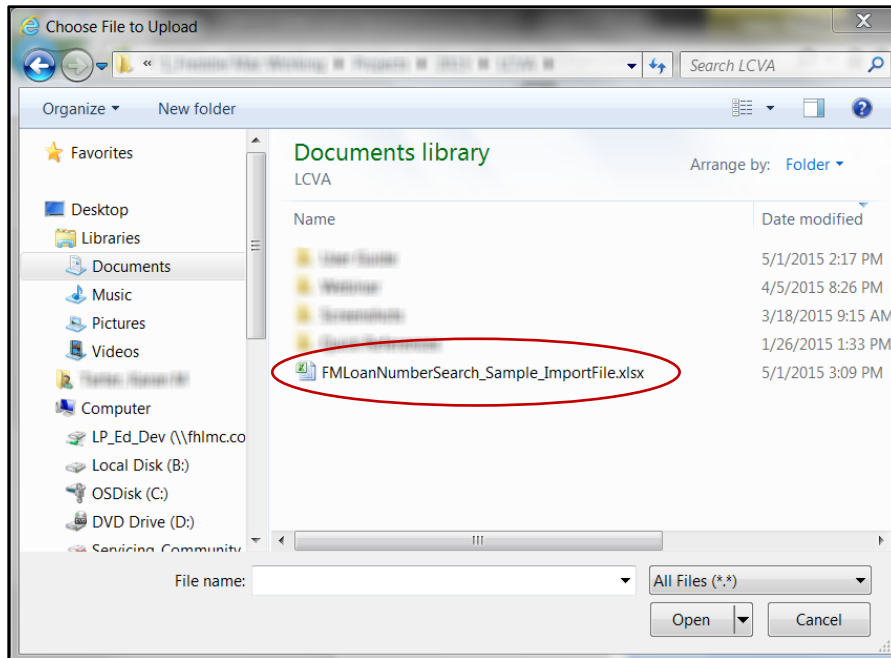 Choose File to Upload
X
«
Search LCVA
Organize
New folder
?
Favorites
Desktop
Libraries
Documents
Music
Pictures
Videos
Computer
LP_Ed_Dev (\\fhlmc.co
Local Disk (B:)
OSDisk (C:)
DVD Drive (D:)
Servicing Community
Documents library
LCVA
Arrange by: Folder
Name
Date modified
5/1/2015 2:17 PM
4/5/2015 8:26 PM
3/18/2015 9:15 AM
1/26/2015 1:33 PM
FMLoanNumberSearch_Sample_ImportFile.xlsx
5/1/2015 3:09 PM
File name:
All Files (*.*)
Open
Cancel